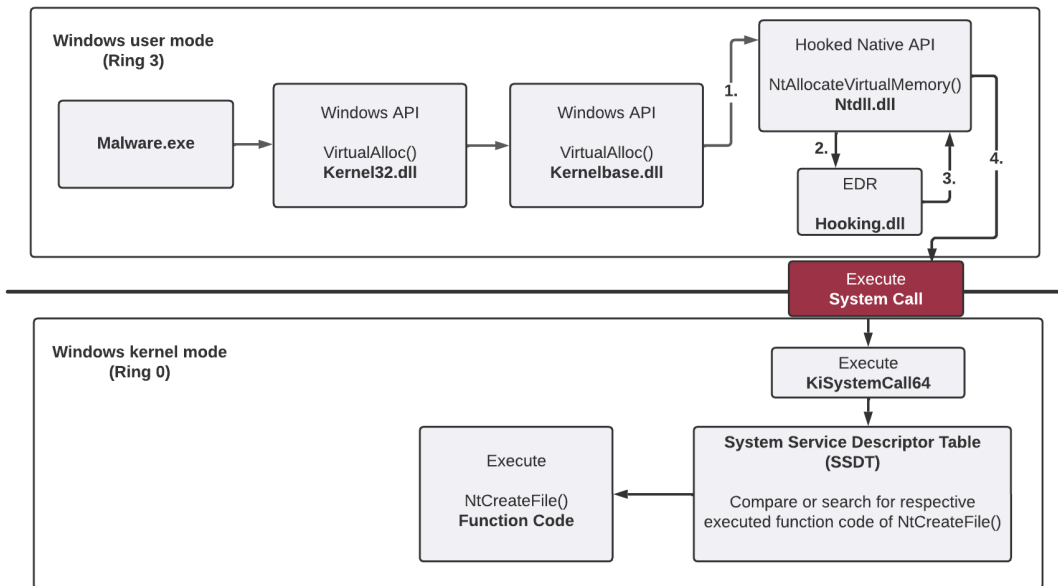 Windows user mode
(Ring 3)
Malware.exe
Windows API
VirtualAlloc()
Kernel32.dll
Windows API
VirtualAlloc()
Kernelbase.dll
1.
Hooked Native API
NtAllocateVirtualMemory()
Ntdll.dll
2.
3.
4.
EDR
Hooking.dll
Execute
System Call
Windows kernel mode
(Ring 0)
Execute
KiSystemCall64
System Service Descriptor Table
(SSDT)
Compare or search for respective
executed function code of NtCreateFile()
Execute
NtCreateFile()
Function Code